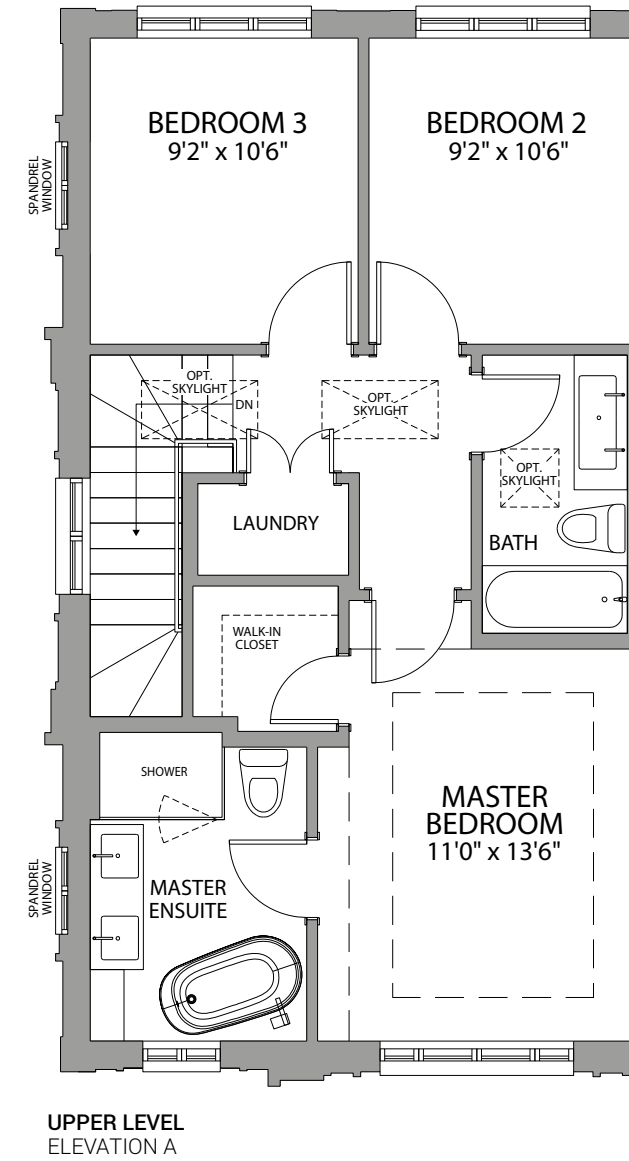 BEDROOM 3
9'2" x 10'6"
BEDROOM 2
9'2" x 10'6"
SPANDREL
WINDOW
OPT.
SKYLIGHT
DN
OPT.
SKYLIGHT
OPT.
SKYLIGHT
LAUNDRY
BATH
WALK-IN
CLOSET
SHOWER
MASTER
BEDROOM
11'0" x 13'6"
SPANDREL
WINDOW
MASTER
ENSUITE
UPPER LEVEL
ELEVATION A